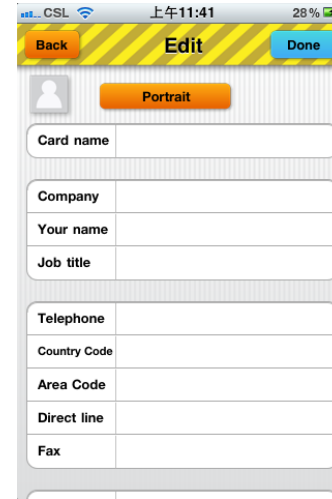 CSL 上午11:41 28%
Back Edit Done
Portrait
Card name
Company
Your name
Job title
Telephone
Country Code
Area Code
Direct line
Fax